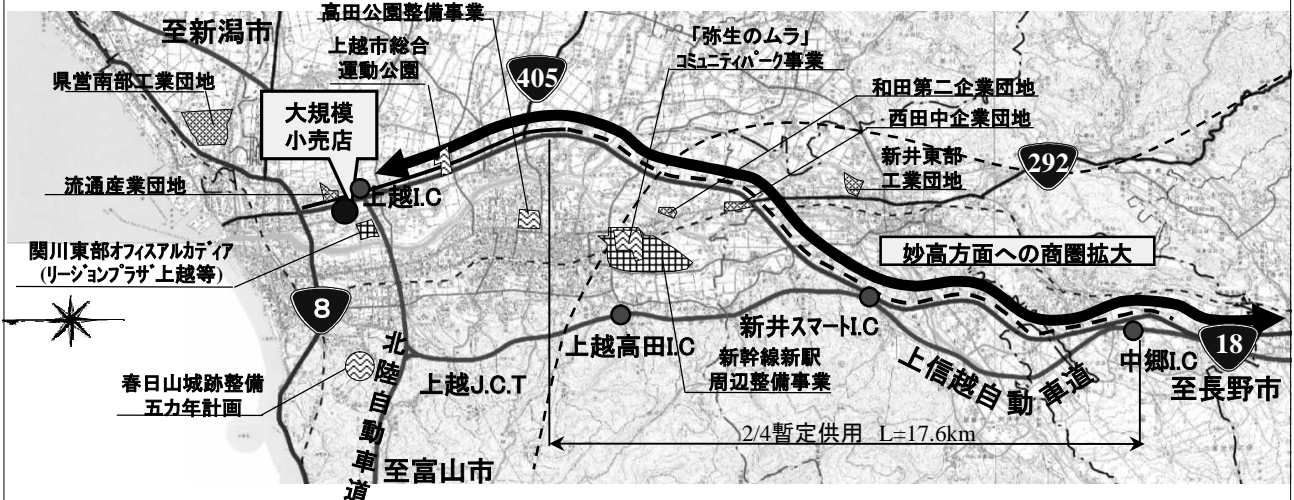 高田公園整備事業
至新潟市
上越市総合
運動公園
「弥生のムラ」
コミュニティパーク事業
405
県営南部工業団地
大規模
小売店
和田第二企業団地
西田中企業団地
新井東部
工業団地
292
流通産業団地
上越I.C
関川東部オフィスアルカディア
(リージョンプラザ上越等)
妙高方面への商圏拡大
8
新井スマートI.C
上越高田I.C
新幹線新駅
周辺整備事業
18
中郷I.C
至長野市
上信越自動車道
北陸自動車道
上越J.C.T
春日山城跡整備
五カ年計画
2/4暫定供用 L=17.6km
至富山市